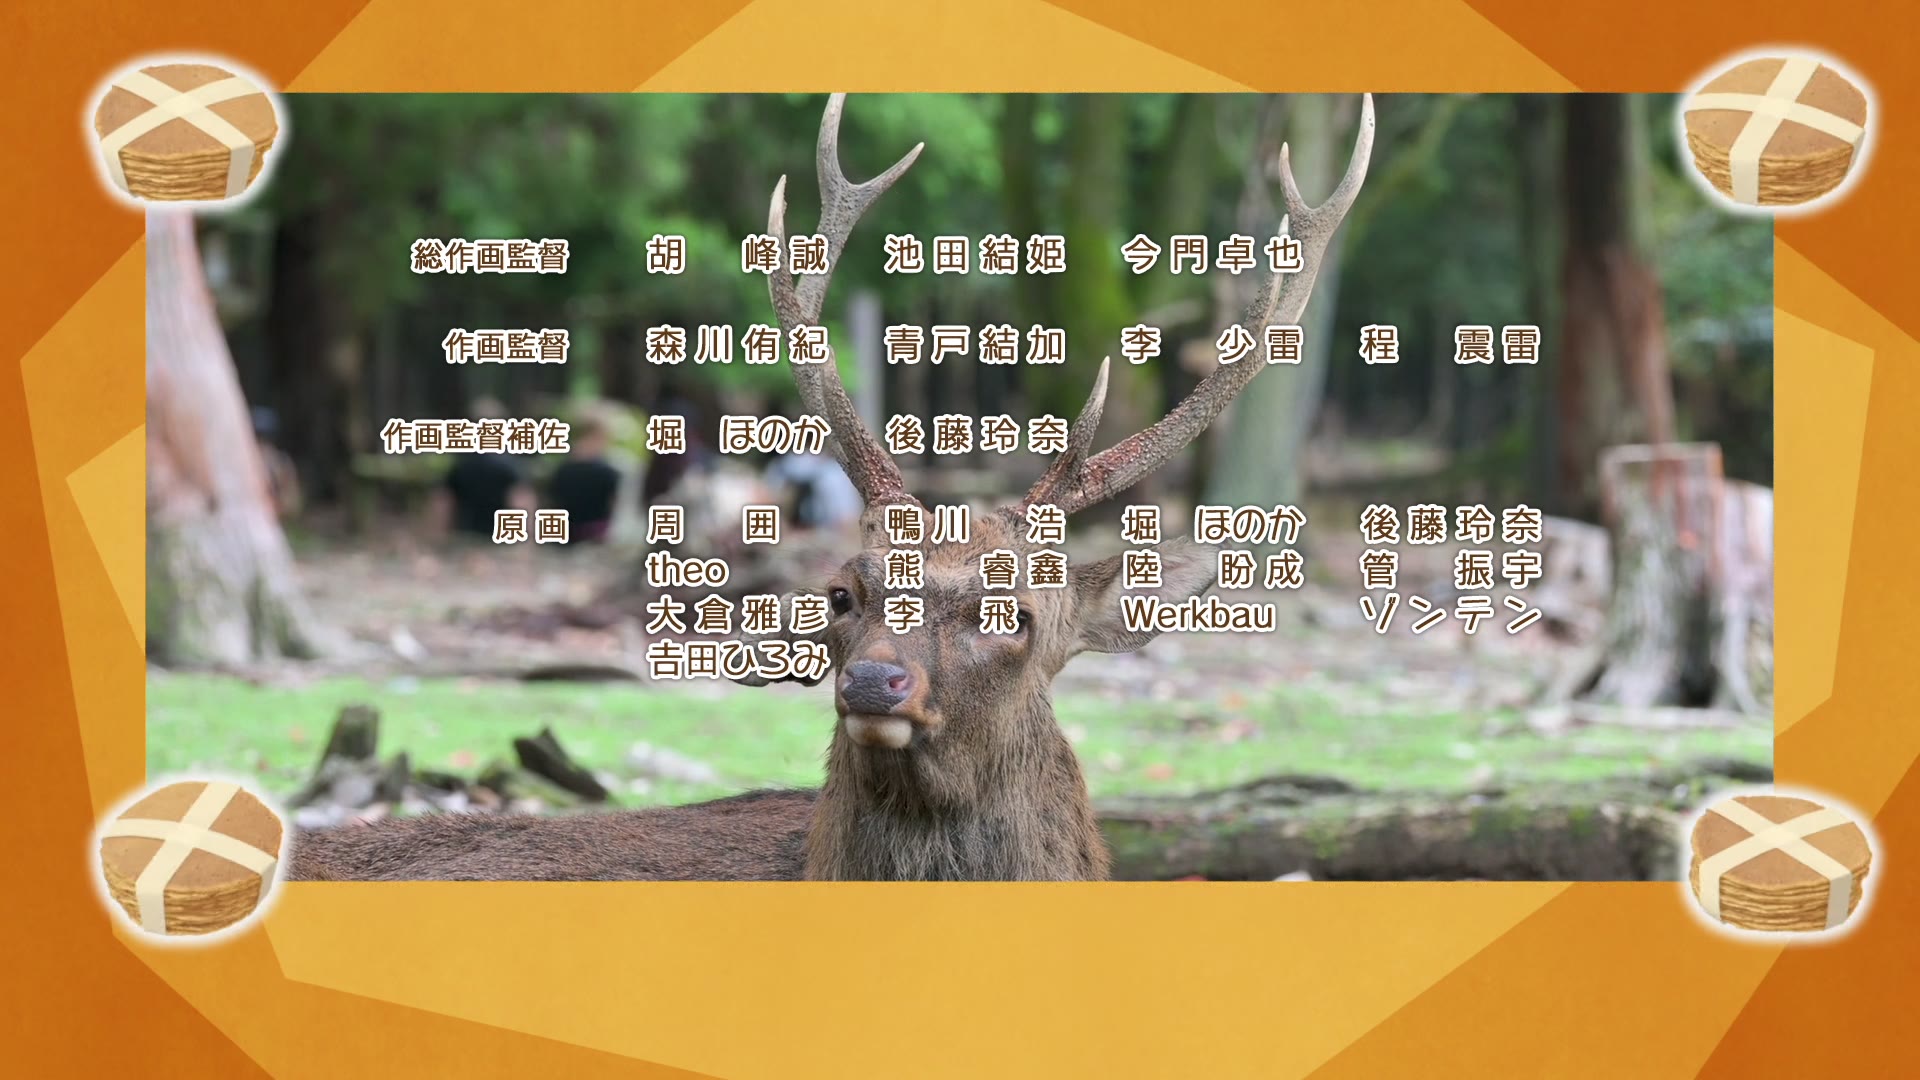 総作画監督 胡 峰誠 池田結姫 今門卓也
作画監督 森川侑紀 青戸結加 李 少雷 程 震雷
作画監督補佐 堀 ほのか 後藤玲奈
原画 周 囲 鴨川 浩 堀 ほのか 後藤玲奈
theo 熊 睿鑫 陸 盼成 管 振宇
大倉雅彦 李 飛 Werkbau ゾンテン
𠮷田ひろみ